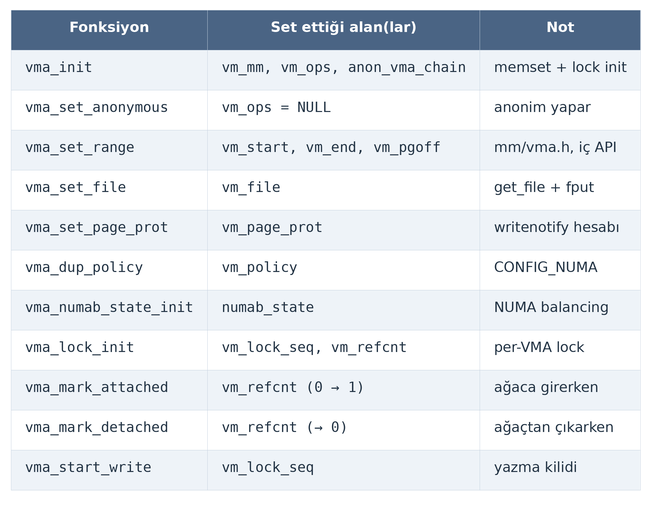 Fonksiyon Set ettiği alan(lar) Not
vma_init vm_mm, vm_ops, anon_vma_chain memset + lock init
vma_set_anonymous vm_ops = NULL anonim yapar
vma_set_range vm_start, vm_end, vm_pgoff mm/vma.h, iç API
vma_set_file vm_file get_file + fput
vma_set_page_prot vm_page_prot writenotify hesabı
vma_dup_policy vm_policy CONFIG_NUMA
vma_numab_state_init numab_state NUMA balancing
vma_lock_init vm_lock_seq, vm_refcnt per-VMA lock
vma_mark_attached vm_refcnt (0 → 1) ağaca girerken
vma_mark_detached vm_refcnt (→ 0) ağaçtan çıkarken
vma_start_write vm_lock_seq yazma kilidi